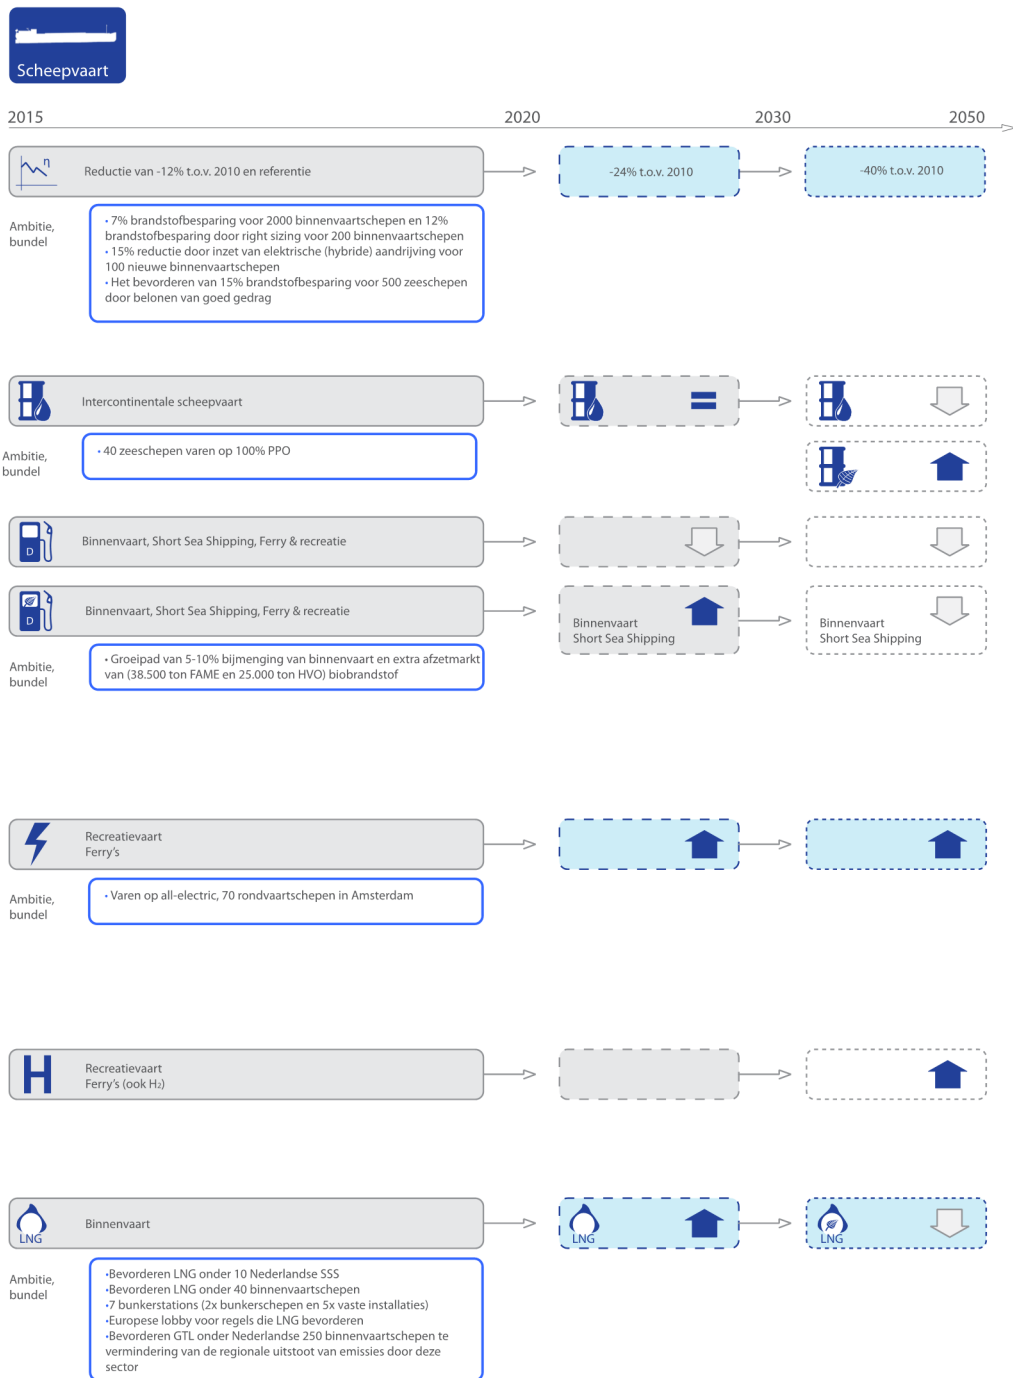 Scheepvaart
2015 2020 2030 2050
η
Reductie van -12% t.o.v. 2010 en referentie
-24% t.o.v. 2010
-40% t.o.v. 2010
Ambitie,
bundel
• 7% brandstofbesparing voor 2000 binnenvaartschepen en 12%
brandstofbesparing door right sizing voor 200 binnenvaartschepen
• 15% reductie door inzet van elektrische (hybride) aandrijving voor
100 nieuwe binnenvaartschepen
• Het bevorderen van 15% brandstofbesparing voor 500 zeeschepen
door belonen van goed gedrag
Intercontinentale scheepvaart
=
Ambitie,
bundel
• 40 zeeschepen varen op 100% PPO
D
Binnenvaart, Short Sea Shipping, Ferry & recreatie
D
Binnenvaart, Short Sea Shipping, Ferry & recreatie
Binnenvaart
Short Sea Shipping
Binnenvaart
Short Sea Shipping
Ambitie,
bundel
• Groeipad van 5-10% bijmenging van binnenvaart en extra afzetmarkt
van (38.500 ton FAME en 25.000 ton HVO) biobrandstof
Recreatievaart
Ferry's
Ambitie,
bundel
• Varen op all-electric, 70 rondvaartschepen in Amsterdam
H
Recreatievaart
Ferry's (ook H₂)
LNG
Binnenvaart
LNG
LNG
Ambitie,
bundel
•Bevorderen LNG onder 10 Nederlandse SSS
•Bevorderen LNG onder 40 binnenvaartschepen
•7 bunkerstations (2x bunkerschepen en 5x vaste installaties)
•Europese lobby voor regels die LNG bevorderen
•Bevorderen GTL onder Nederlandse 250 binnenvaartschepen te
vermindering van de regionale uitstoot van emissies door deze
sector